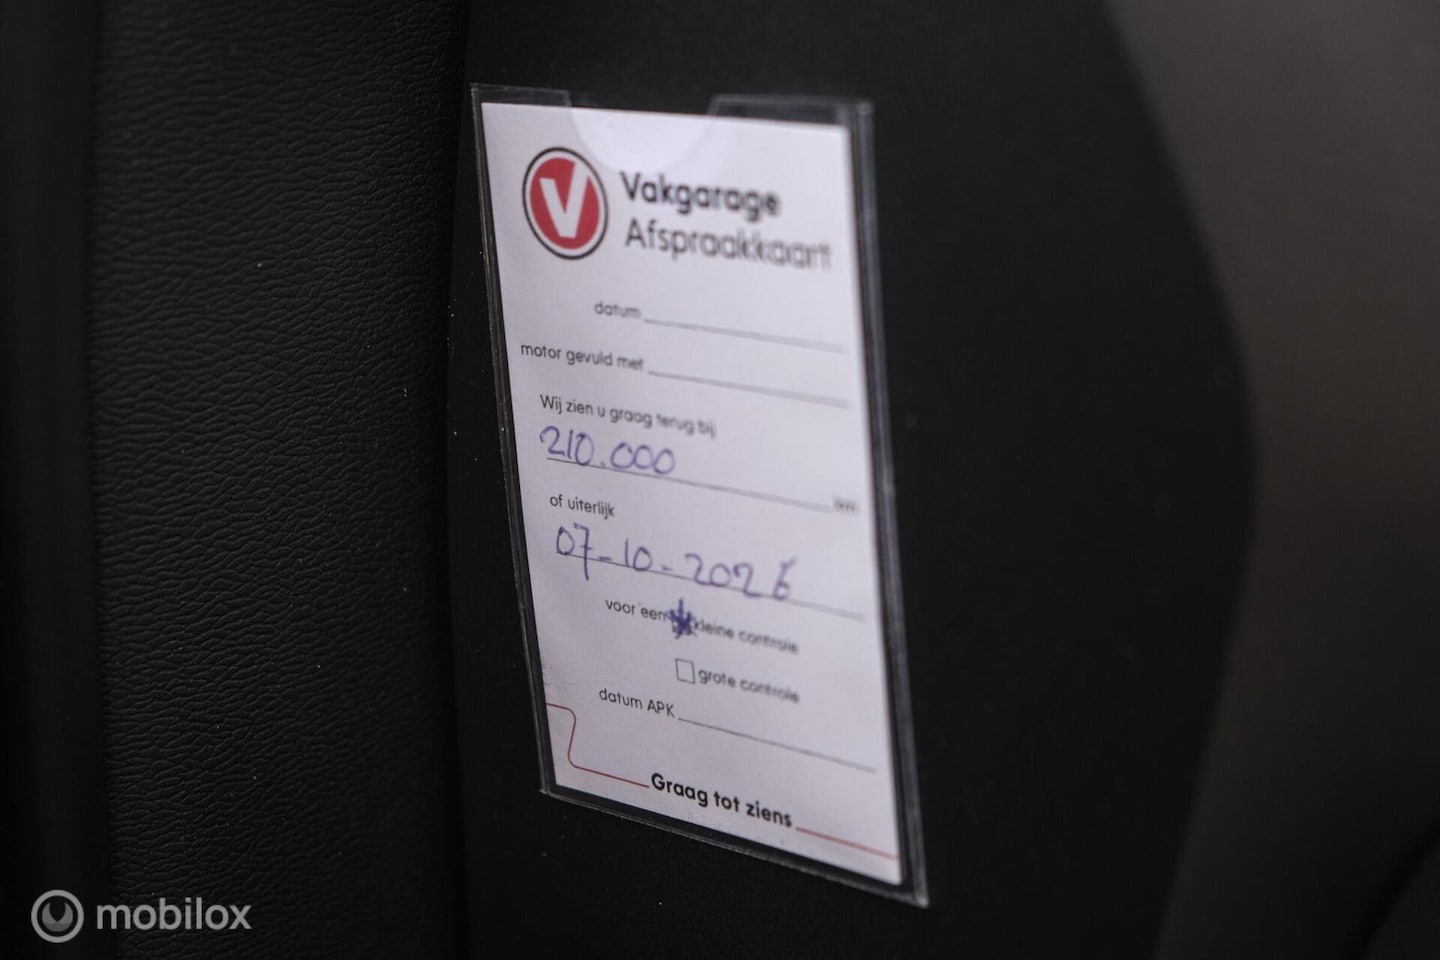 V
Vakgarage
Afspraakkaart
datum
motor gevuld met
Wij zien u graag terug bij
210.000 km
of uiterlijk
07-10-2026
voor een kleine controle
grote controle
datum APK
Graag tot ziens
mobilox